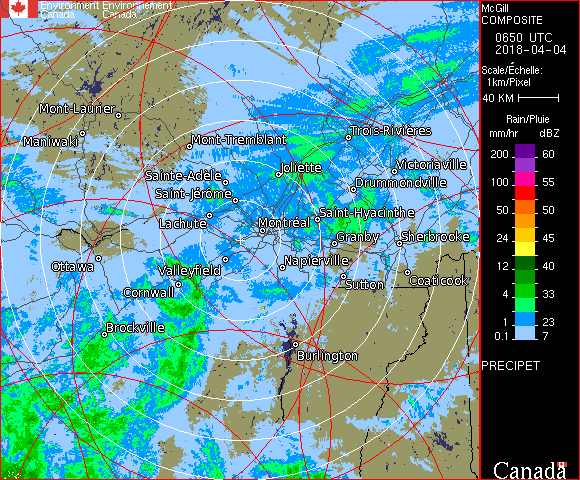 Environment Environnement
Canada Canada
McGill
COMPOSITE
0650 UTC
2018-04-04
Scale/Échelle:
1km/Pixel
40 KM
Rain/Pluie
mm/hr dBZ
200 60
100 55
50 50
24 45
12 40
4 33
1 23
0.1 7
PRECIPET
Canada
Mont-Laurier
Maniwaki
Mont-Tremblant
Trois-Rivières
Joliette
Victoriaville
Sainte-Adèle
Drummondville
Saint-Jérôme
Lachute
Saint-Hyacinthe
Montréal
Granby
Sherbrooke
Ottawa
Valleyfield
Napierville
Cornwall
Sutton
Coaticook
Brockville
Burlington